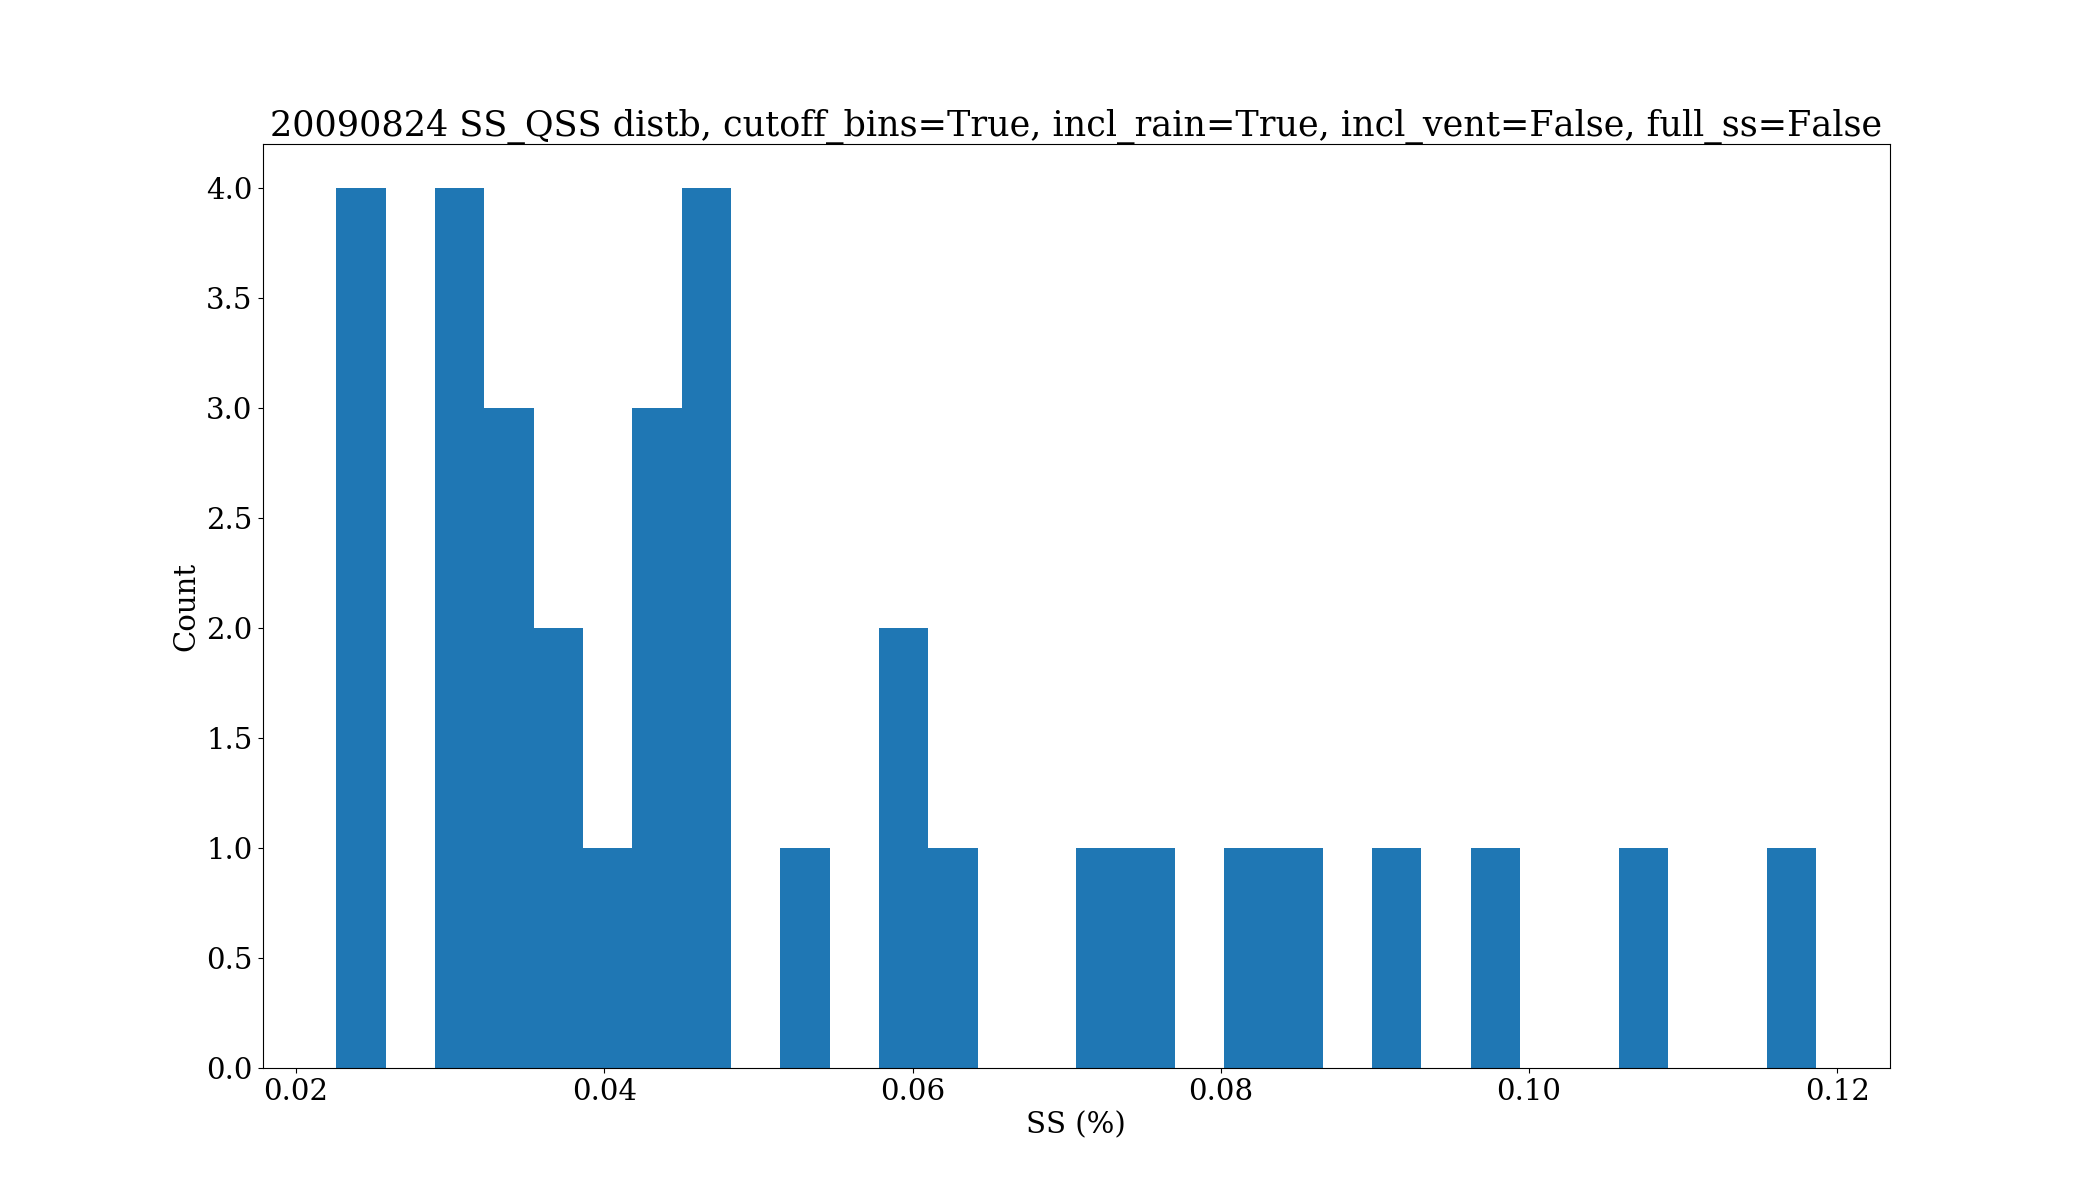 20090824 SS_QSS distb, cutoff_bins=True, incl_rain=True, incl_vent=False, full_ss=False
4.0
3.5
3.0
2.5
2.0
1.5
1.0
0.5
0.0
Count
0.02 0.04 0.06 0.08 0.10 0.12
SS (%)